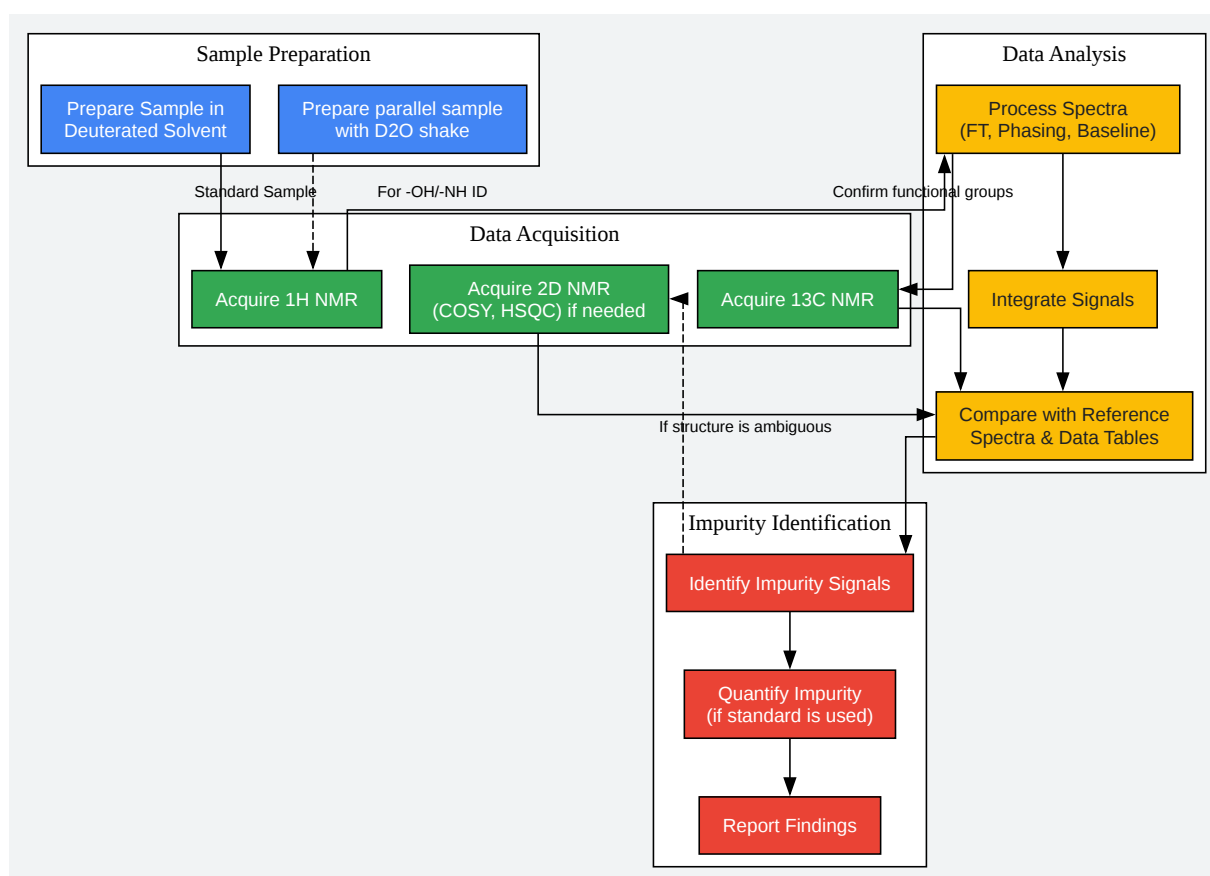 Sample Preparation
Prepare Sample in
Deuterated Solvent
Prepare parallel sample
with D2O shake
Data Analysis
Process Spectra
(FT, Phasing, Baseline)
Standard Sample
For -OH/-NH ID
Confirm functional groups
Data Acquisition
Acquire 1H NMR
Acquire 2D NMR
(COSY, HSQC) if needed
Acquire 13C NMR
Integrate Signals
Compare with Reference
Spectra & Data Tables
If structure is ambiguous
Impurity Identification
Identify Impurity Signals
Quantify Impurity
(if standard is used)
Report Findings